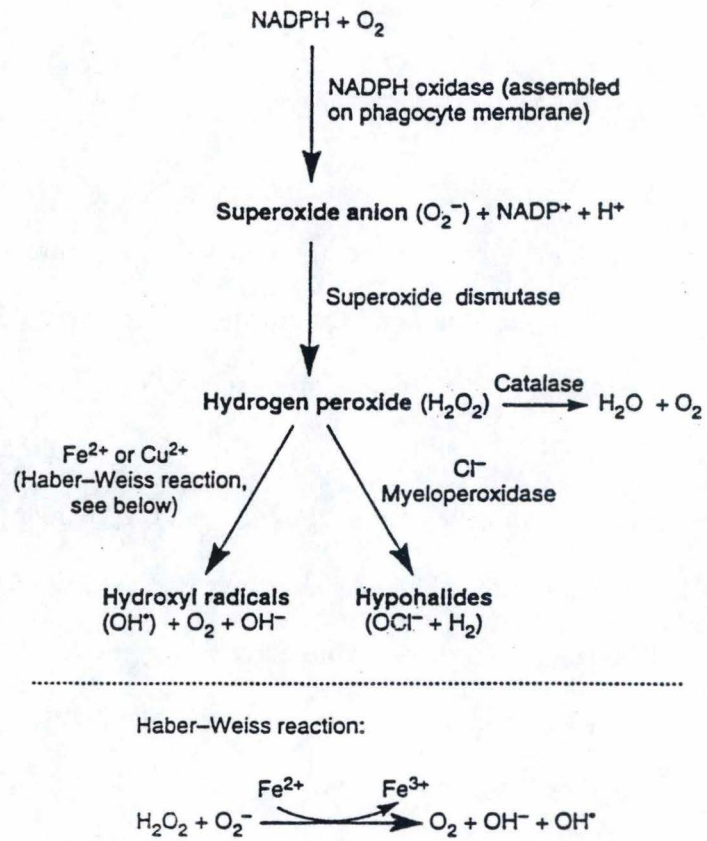 NADPH + O₂
NADPH oxidase (assembled
on phagocyte membrane)
Superoxide anion (O₂⁻) + NADP⁺ + H⁺
Superoxide dismutase
Hydrogen peroxide (H₂O₂)
Catalase
H₂O + O₂
Fe²⁺ or Cu²⁺
(Haber–Weiss reaction,
see below)
Cl⁻
Myeloperoxidase
Hydroxyl radicals
(OH•) + O₂ + OH⁻
Hypohalides
(OCl⁻ + H₂)
Haber–Weiss reaction:
Fe²⁺ Fe³⁺
H₂O₂ + O₂⁻ O₂ + OH⁻ + OH•